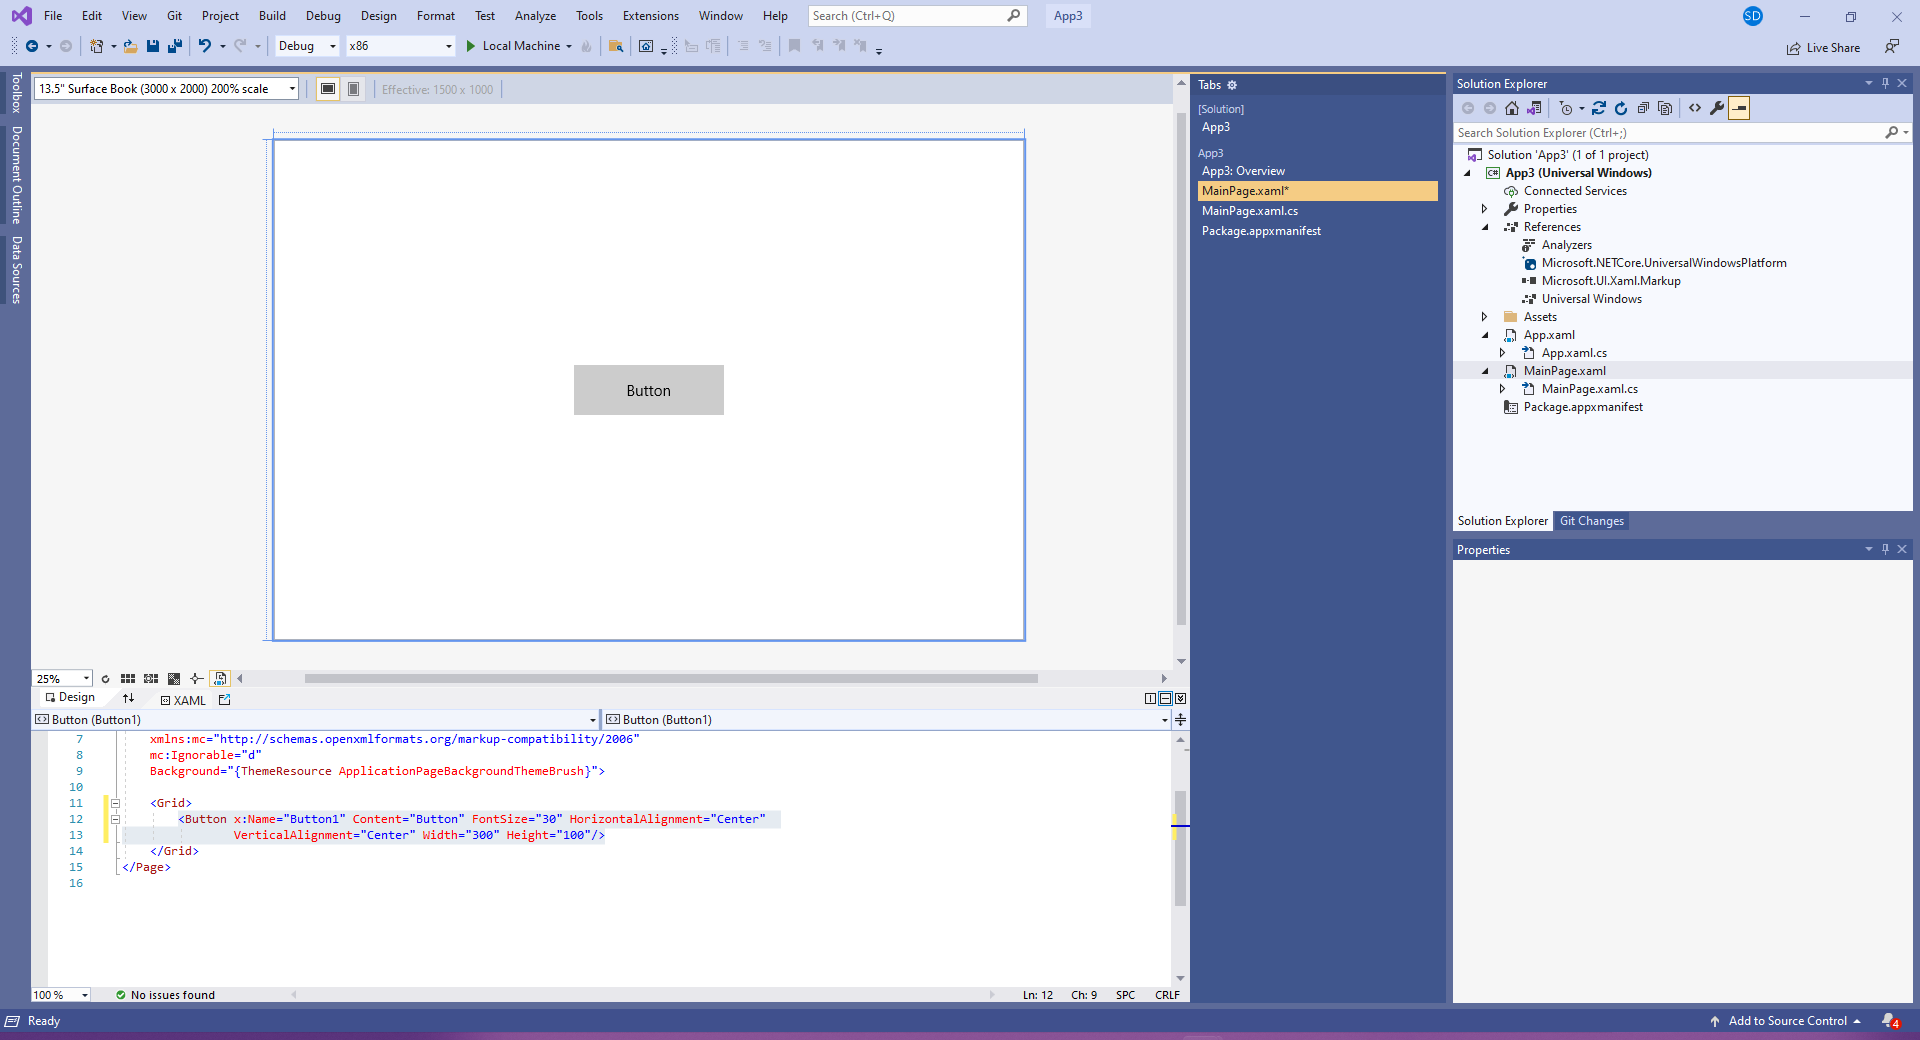 File Edit View Git Project Build Debug Design Format Test Analyze Tools Extensions Window Help Search (Ctrl+Q) App3 SD
Debug x86 Local Machine Live Share
Toolbox
Document Outline
Data Sources
13.5" Surface Book (3000 x 2000) 200% scale Effective: 1500 x 1000
Button
25%
Design XAML
Button (Button1) Button (Button1)
7 xmlns:mc="http://schemas.openxmlformats.org/markup-compatibility/2006"
8 mc:Ignorable="d"
9 Background="{ThemeResource ApplicationPageBackgroundThemeBrush}">
10
11 <Grid>
12 <Button x:Name="Button1" Content="Button" FontSize="30" HorizontalAlignment="Center"
13 VerticalAlignment="Center" Width="300" Height="100"/>
14 </Grid>
15 </Page>
16
100 % No issues found Ln: 12 Ch: 9 SPC CRLF
Tabs
[Solution]
App3
App3
App3: Overview
MainPage.xaml*
MainPage.xaml.cs
Package.appxmanifest
Solution Explorer
Search Solution Explorer (Ctrl+;)
Solution 'App3' (1 of 1 project)
C# App3 (Universal Windows)
Connected Services
Properties
References
Analyzers
Microsoft.NETCore.UniversalWindowsPlatform
Microsoft.UI.Xaml.Markup
Universal Windows
Assets
App.xaml
App.xaml.cs
MainPage.xaml
MainPage.xaml.cs
Package.appxmanifest
Solution Explorer Git Changes
Properties
Ready Add to Source Control 4